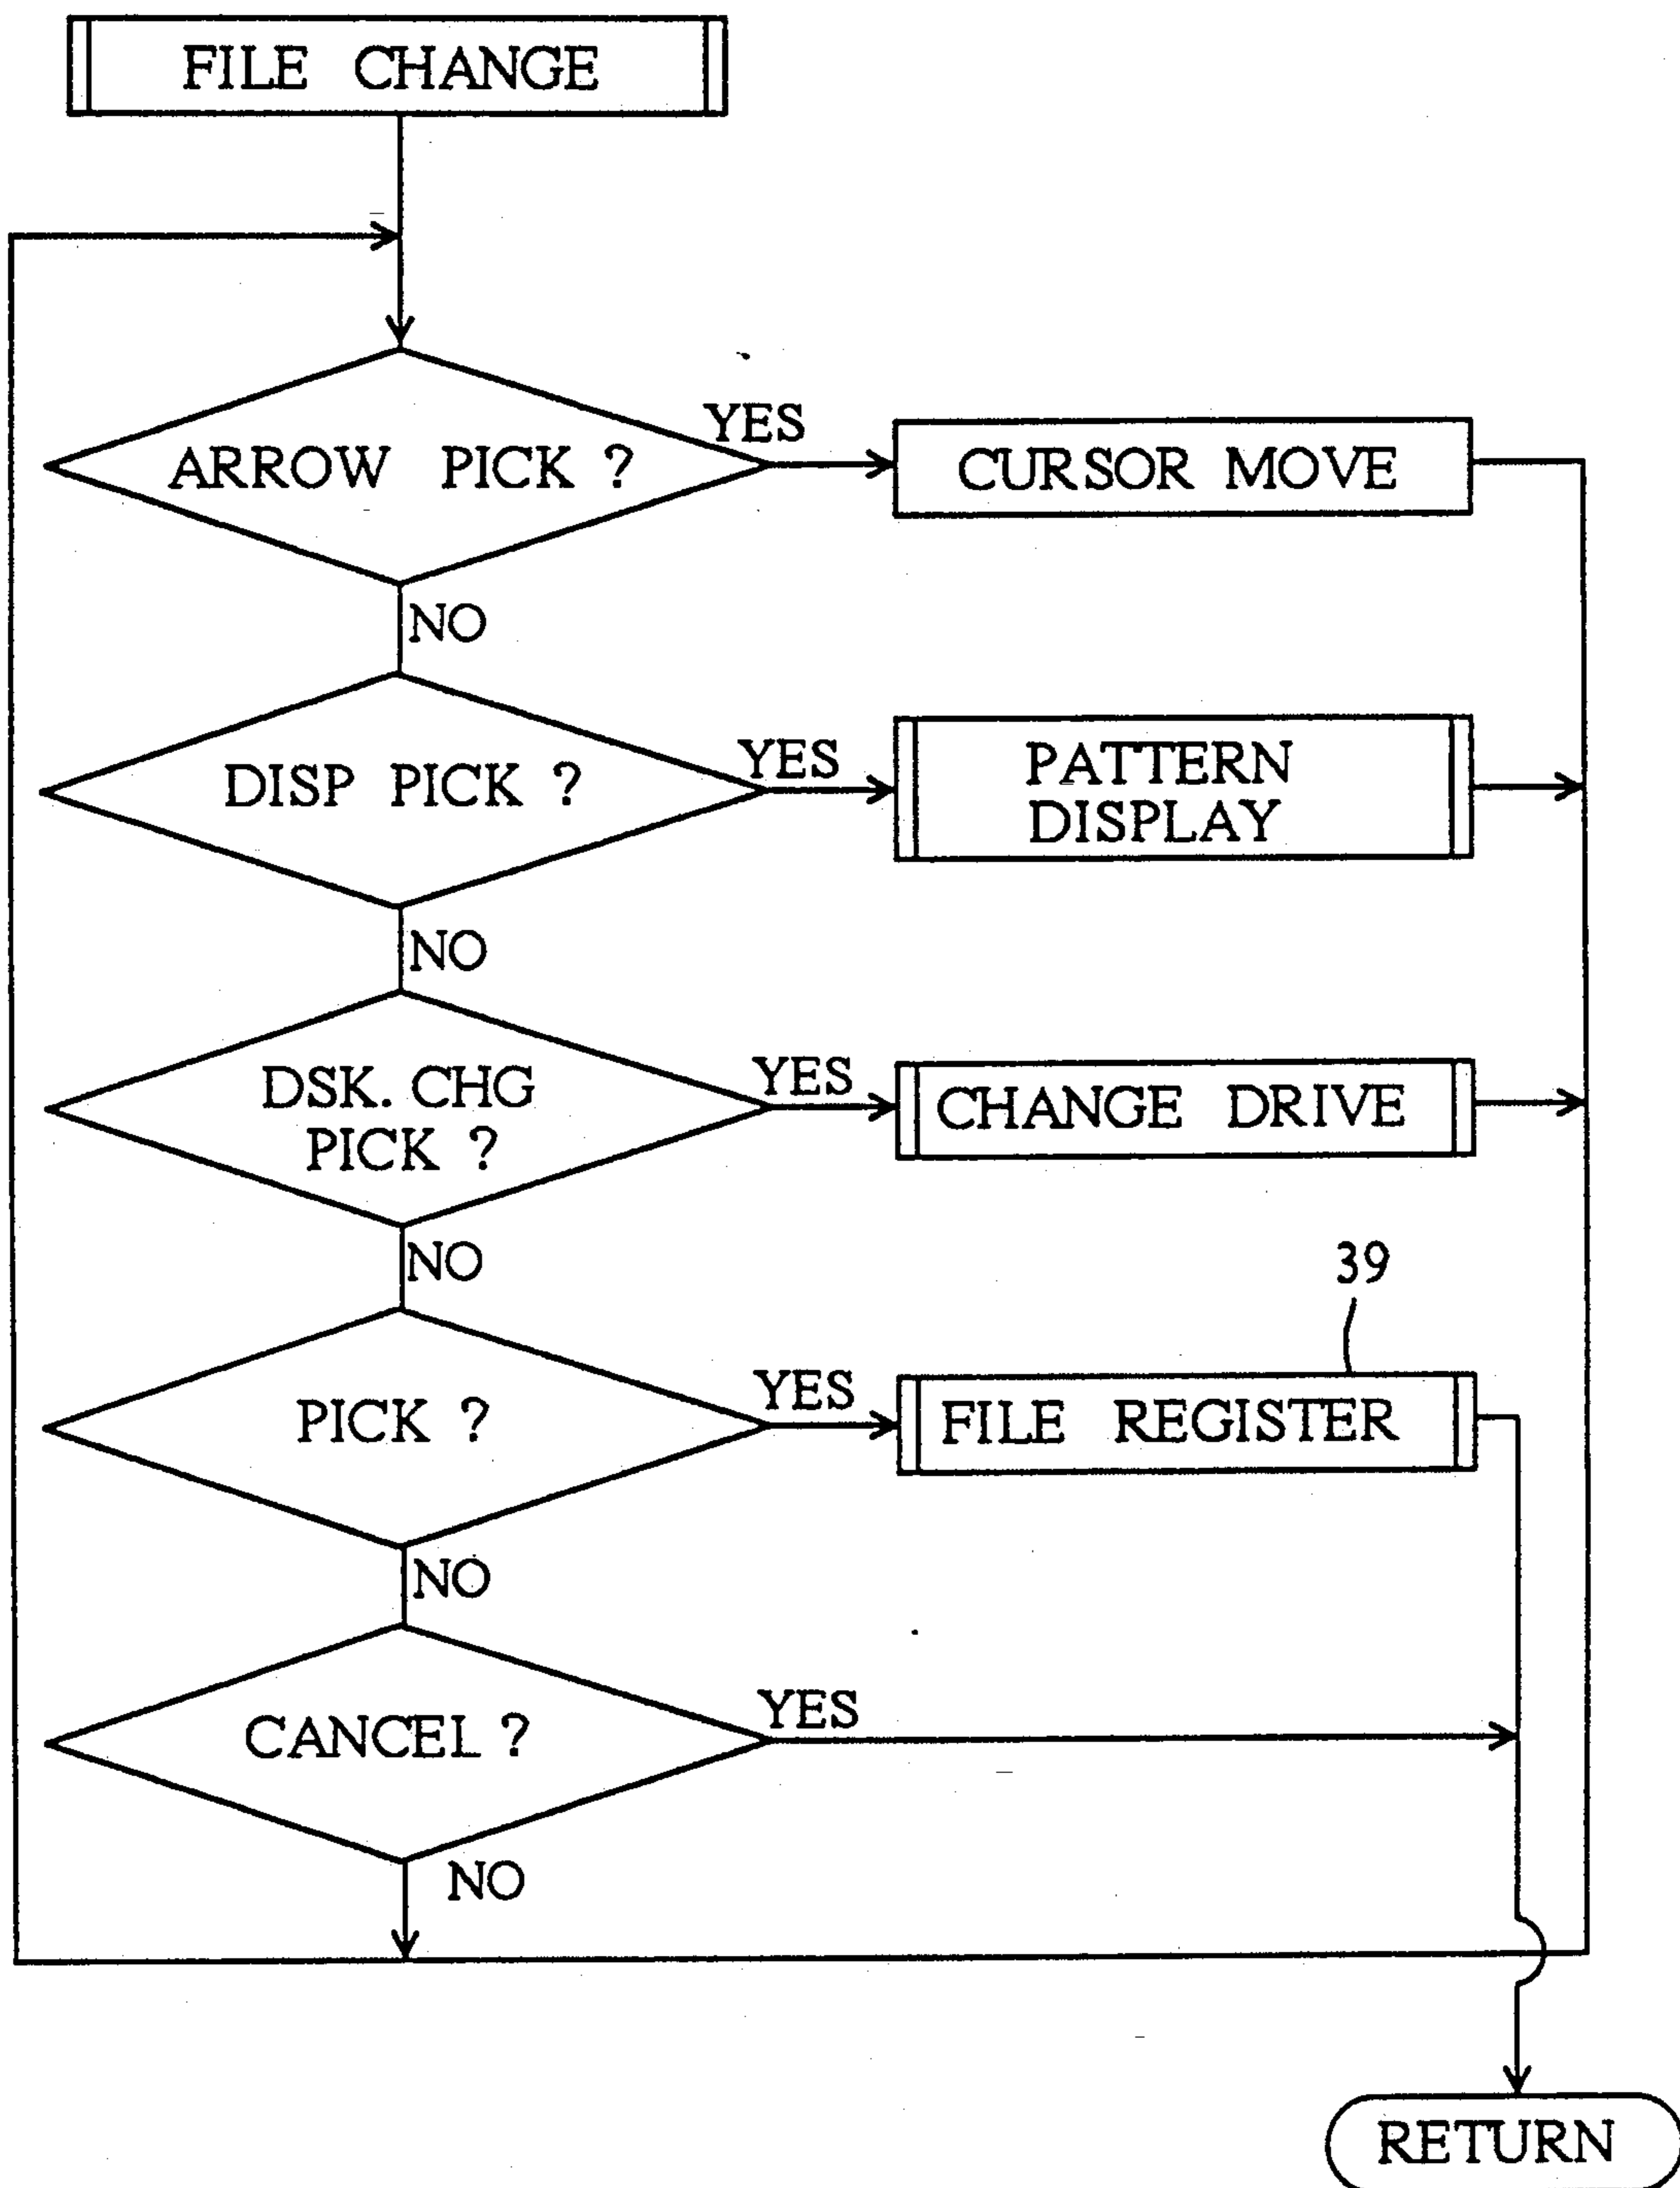 FILE CHANGE
ARROW PICK ?
YES
CURSOR MOVE
NO
DISP PICK ?
YES
PATTERN
DISPLAY
NO
DSK. CHG
PICK ?
YES
CHANGE DRIVE
NO
39
PICK ?
YES
FILE REGISTER
NO
CANCEL ?
YES
NO
RETURN